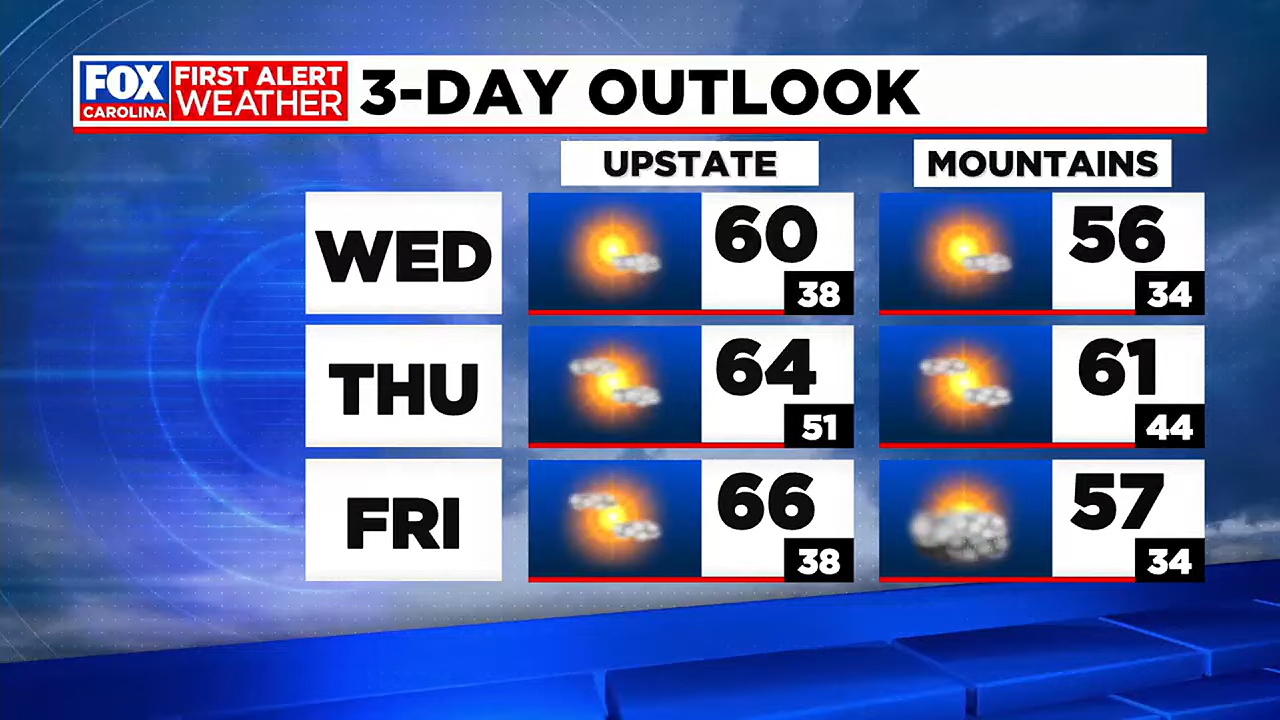 FOX CAROLINA FIRST ALERT WEATHER 3-DAY OUTLOOK
UPSTATE MOUNTAINS
WED 60 38 56 34
THU 64 51 61 44
FRI 66 38 57 34